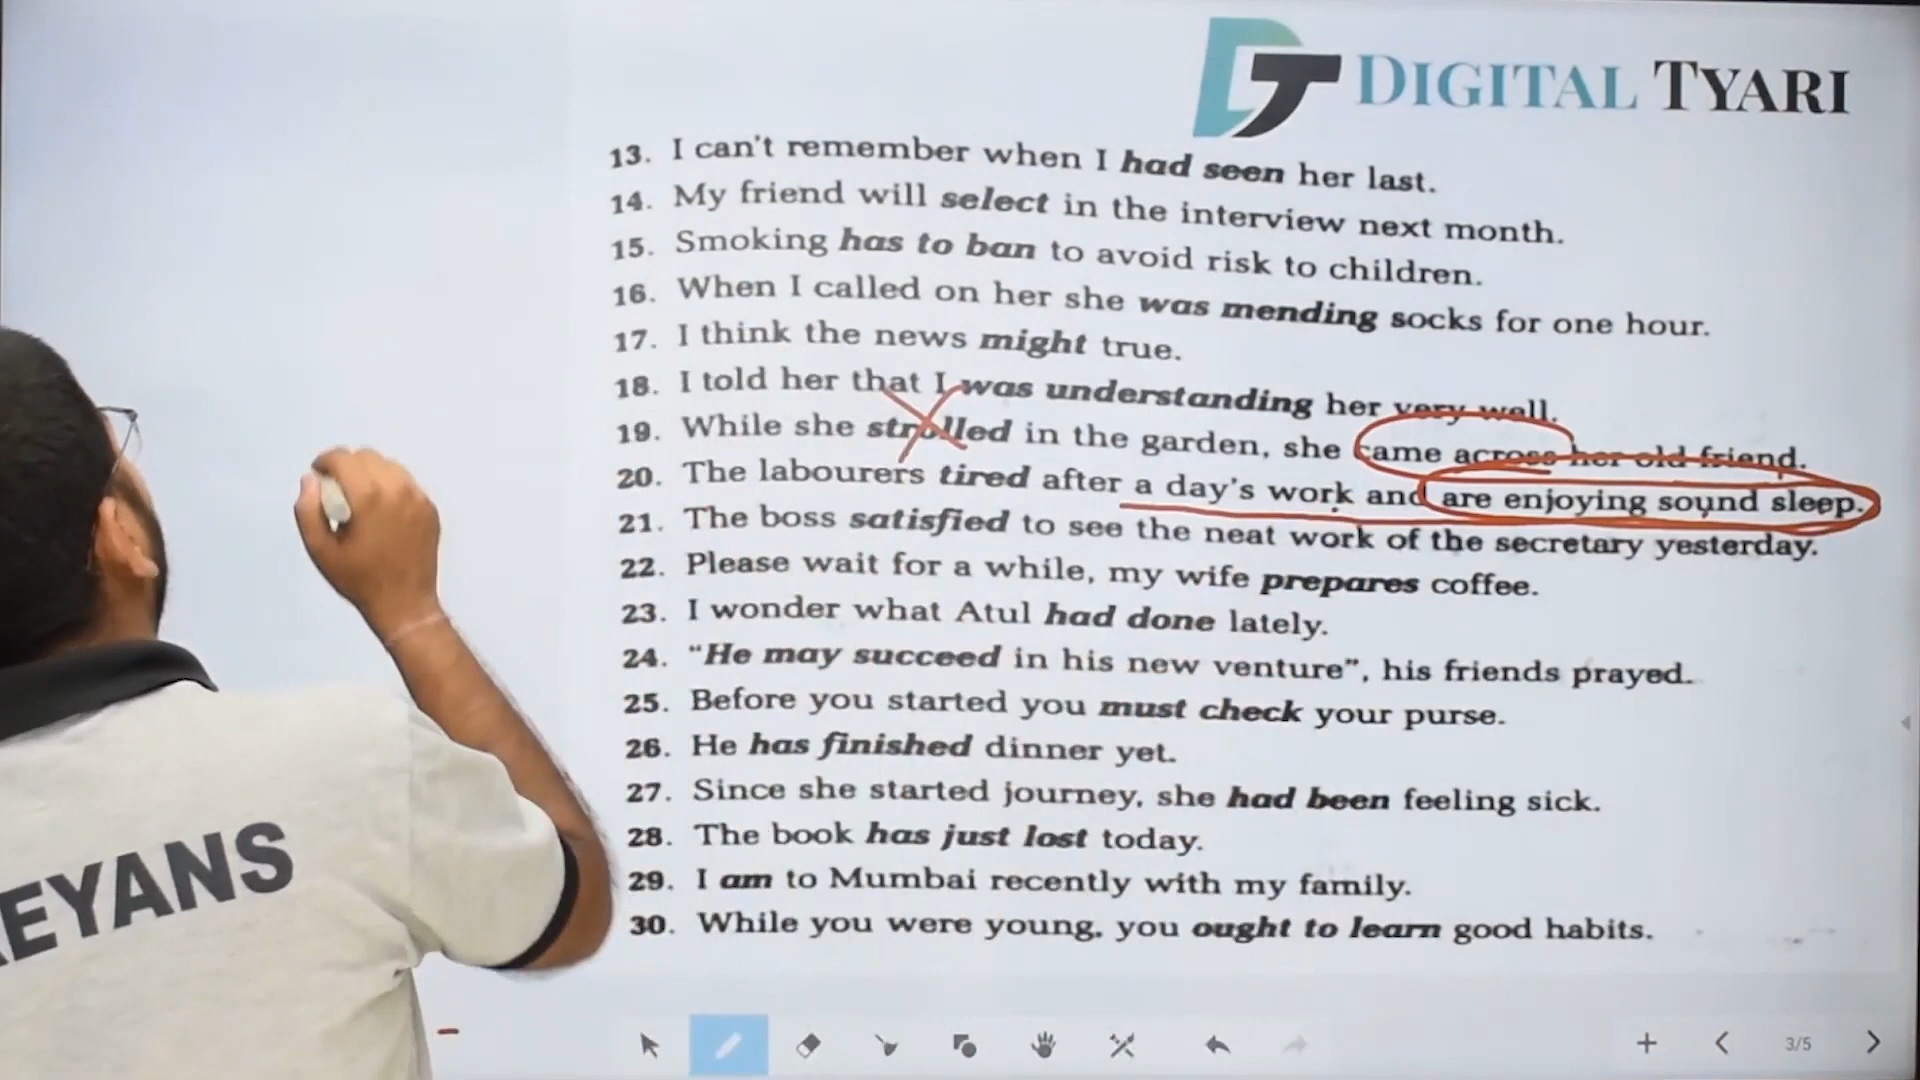 DT DIGITAL TYARI
13. I can't remember when I had seen her last.
14. My friend will select in the interview next month.
15. Smoking has to ban to avoid risk to children.
16. When I called on her she was mending socks for one hour.
17. I think the news might true.
18. I told her that I was understanding her very well.
19. While she strolled in the garden, she came across her old friend.
20. The labourers tired after a day's work and are enjoying sound sleep.
21. The boss satisfied to see the neat work of the secretary yesterday.
22. Please wait for a while, my wife prepares coffee.
23. I wonder what Atul had done lately.
24. "He may succeed in his new venture", his friends prayed.
25. Before you started you must check your purse.
26. He has finished dinner yet.
27. Since she started journey, she had been feeling sick.
28. The book has just lost today.
29. I am to Mumbai recently with my family.
30. While you were young, you ought to learn good habits.
EYANS
3/5